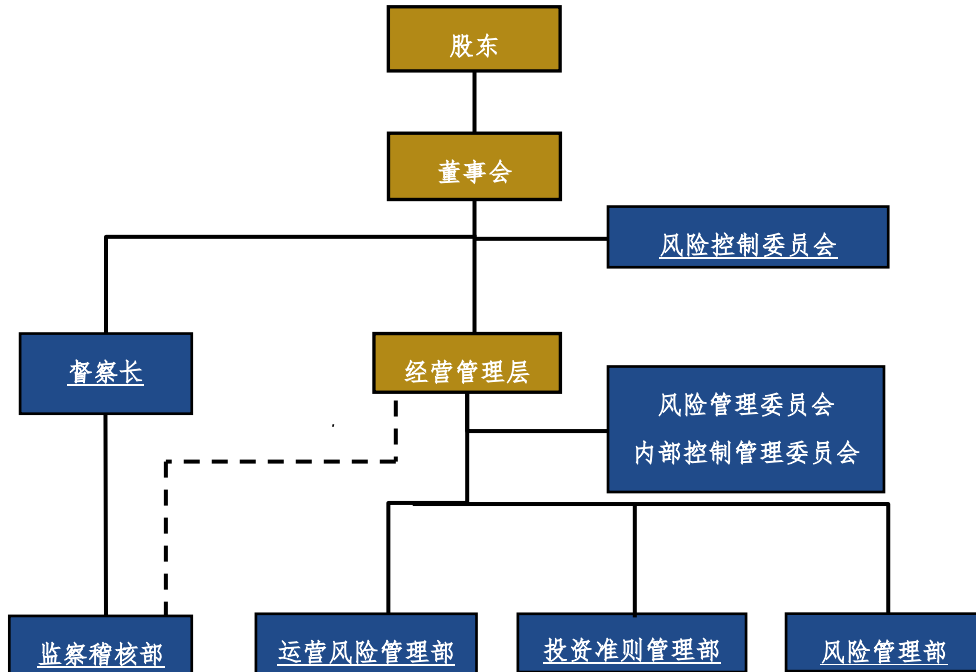 股东
董事会
风险控制委员会
督察长
经营管理层
风险管理委员会
内部控制管理委员会
监察稽核部
运营风险管理部
投资准则管理部
风险管理部